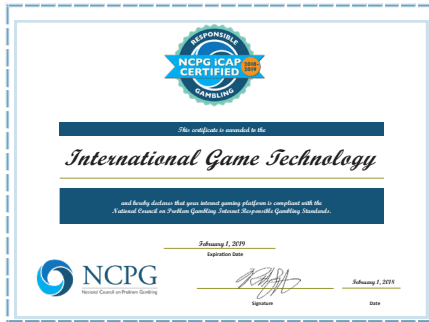 RESPONSIBLE
NCPG iCAP
CERTIFIED
2018-
2019
GAMBLING
This certificate is awarded to the
International Game Technology
and hereby declares that your internet gaming platform is compliant with the
National Council on Problem Gambling Internet Responsible Gambling Standards.
February 1, 2019
Expiration Date
NCPG
National Council on Problem Gambling
February 1, 2018
Signature
Date